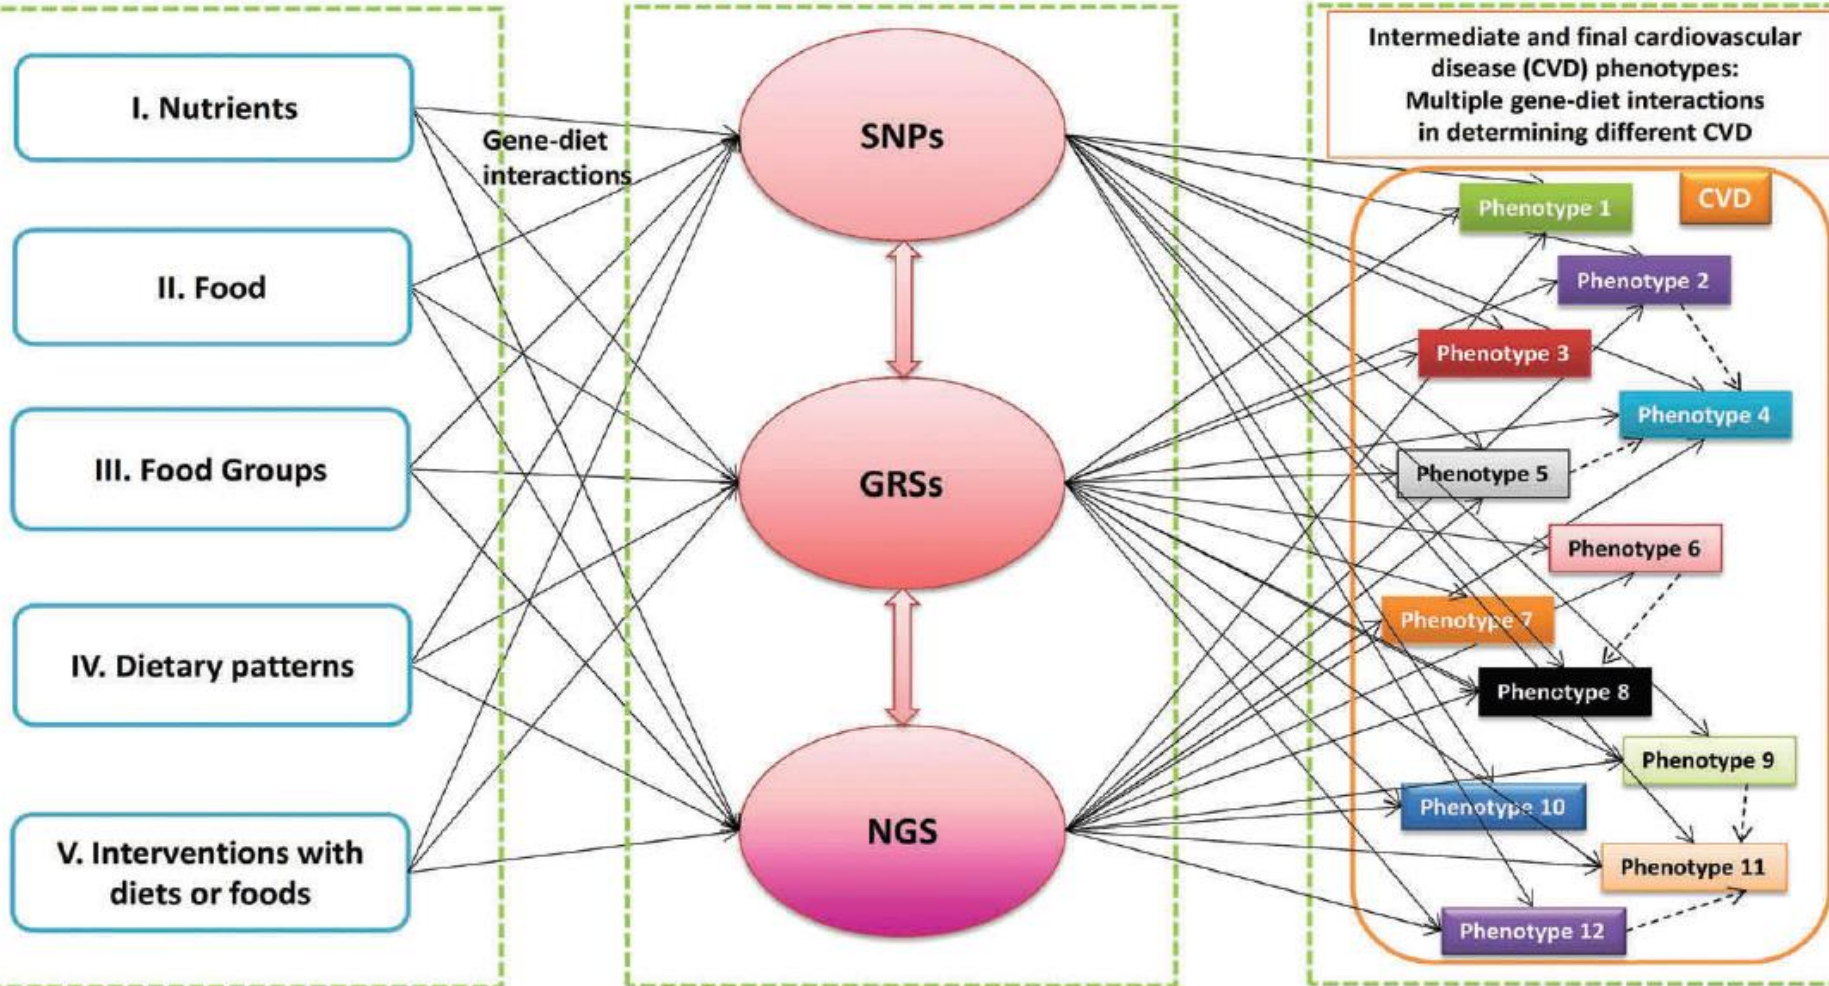 I. Nutrients
II. Food
III. Food Groups
IV. Dietary patterns
V. Interventions with
diets or foods
Gene-diet
interactions
SNPs
GRSs
NGS
Intermediate and final cardiovascular
disease (CVD) phenotypes:
Multiple gene-diet interactions
in determining different CVD
CVD
Phenotype 1
Phenotype 2
Phenotype 3
Phenotype 4
Phenotype 5
Phenotype 6
Phenotype 7
Phenotype 8
Phenotype 9
Phenotype 10
Phenotype 11
Phenotype 12